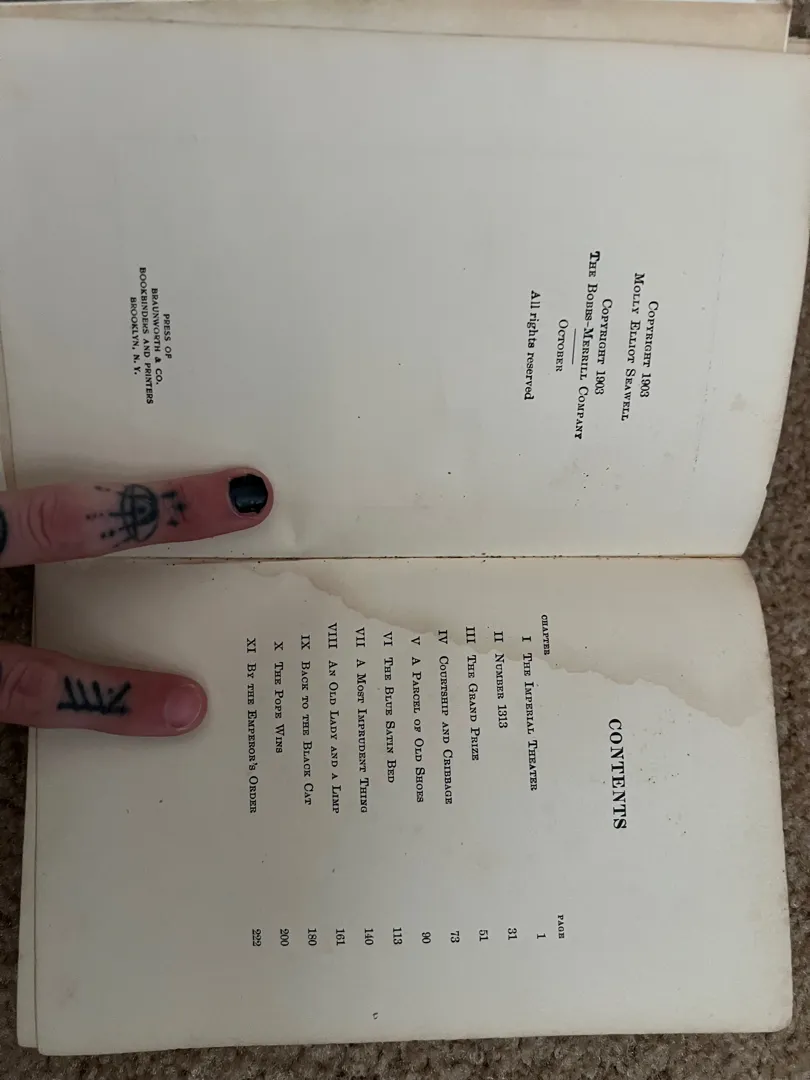 Copyright 1903
Molly Elliot Seawell
Copyright 1903
The Bobbs-Merrill Company
October
All rights reserved
PRESS OF
BRAUNWORTH & CO.
BOOKBINDERS AND PRINTERS
BROOKLYN, N. Y.
CONTENTS
CHAPTER PAGE
I The Imperial Theater 1
II Number 1313 31
III The Grand Prize 51
IV Courtship and Cribbage 73
V A Parcel of Old Shoes 90
VI The Blue Satin Bed 113
VII A Most Imprudent Thing 140
VIII An Old Lady and a Limp 161
IX Back to the Black Cat 180
X The Pope Wins 200
XI By the Emperor's Order 222